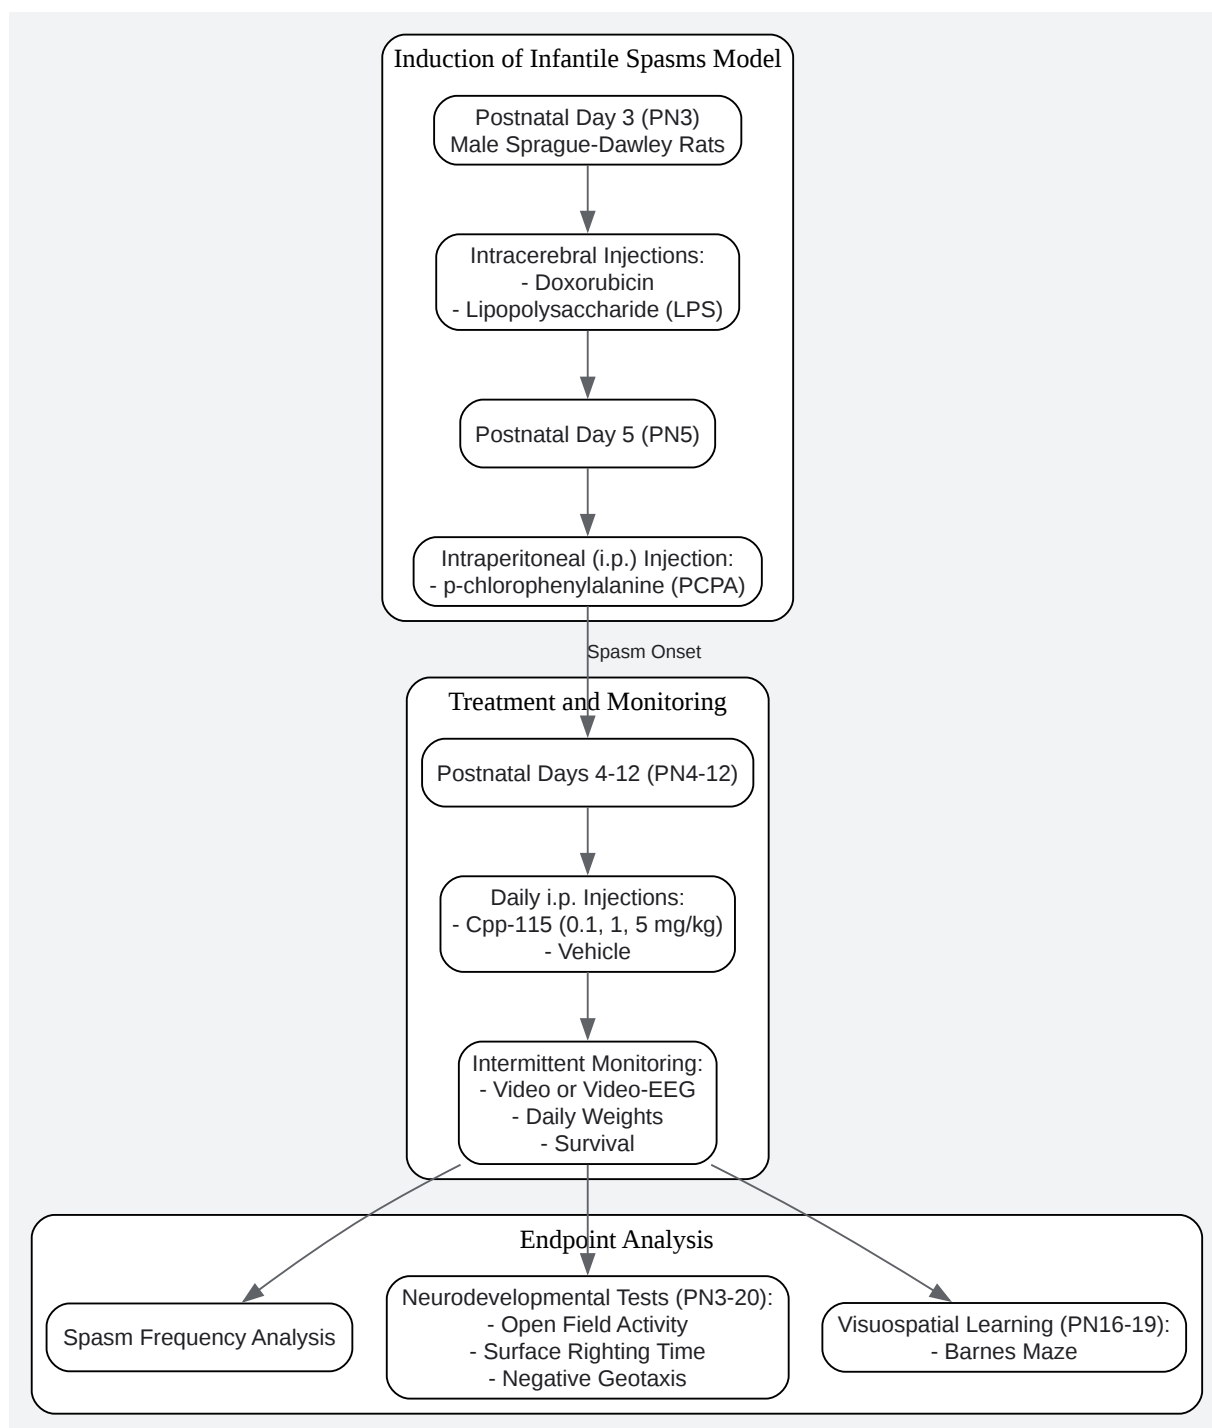 Induction of Infantile Spasms Model
Postnatal Day 3 (PN3)
Male Sprague-Dawley Rats
Intracerebral Injections:
- Doxorubicin
- Lipopolysaccharide (LPS)
Postnatal Day 5 (PN5)
Intraperitoneal (i.p.) Injection:
- p-chlorophenylalanine (PCPA)
Spasm Onset
Treatment and Monitoring
Postnatal Days 4-12 (PN4-12)
Daily i.p. Injections:
- Cpp-115 (0.1, 1, 5 mg/kg)
- Vehicle
Intermittent Monitoring:
- Video or Video-EEG
- Daily Weights
- Survival
Endpoint Analysis
Spasm Frequency Analysis
Neurodevelopmental Tests (PN3-20):
- Open Field Activity
- Surface Righting Time
- Negative Geotaxis
Visuospatial Learning (PN16-19):
- Barnes Maze